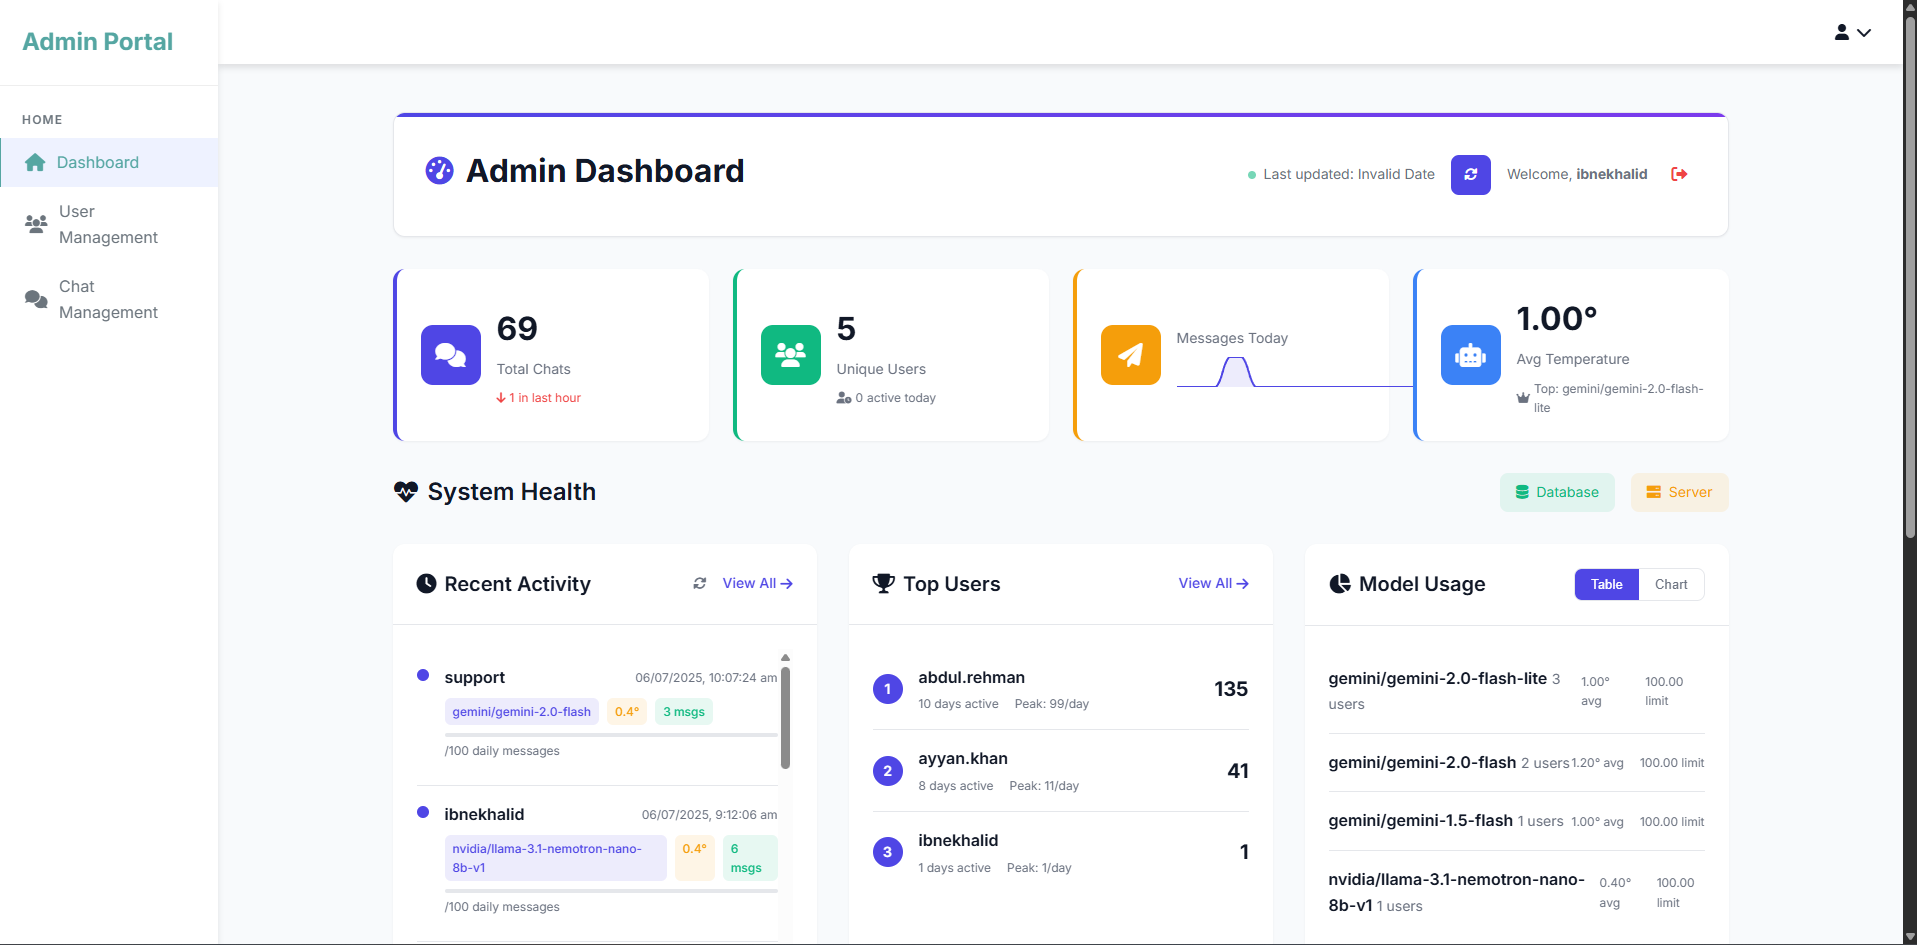 Admin Portal
HOME
Dashboard
User
Management
Chat
Management
Admin Dashboard
Last updated: Invalid Date
Welcome, ibnekhalid
69
Total Chats
1 in last hour
5
Unique Users
0 active today
Messages Today
1.00°
Avg Temperature
Top: gemini/gemini-2.0-flash-
lite
System Health
Database
Server
Recent Activity
View All
support
06/07/2025, 10:07:24 am
gemini/gemini-2.0-flash
0.4°
3 msgs
/100 daily messages
ibnekhalid
06/07/2025, 9:12:06 am
nvidia/llama-3.1-nemotron-nano-
8b-v1
0.4°
6
msgs
/100 daily messages
Top Users
View All
1
abdul.rehman
10 days active
Peak: 99/day
135
2
ayyan.khan
8 days active
Peak: 11/day
41
3
ibnekhalid
1 days active
Peak: 1/day
1
Model Usage
Table
Chart
gemini/gemini-2.0-flash-lite 3
users
1.00°
avg
100.00
limit
gemini/gemini-2.0-flash 2 users
1.20° avg
100.00 limit
gemini/gemini-1.5-flash 1 users
1.00° avg
100.00 limit
nvidia/llama-3.1-nemotron-nano-
8b-v1 1 users
0.40°
avg
100.00
limit